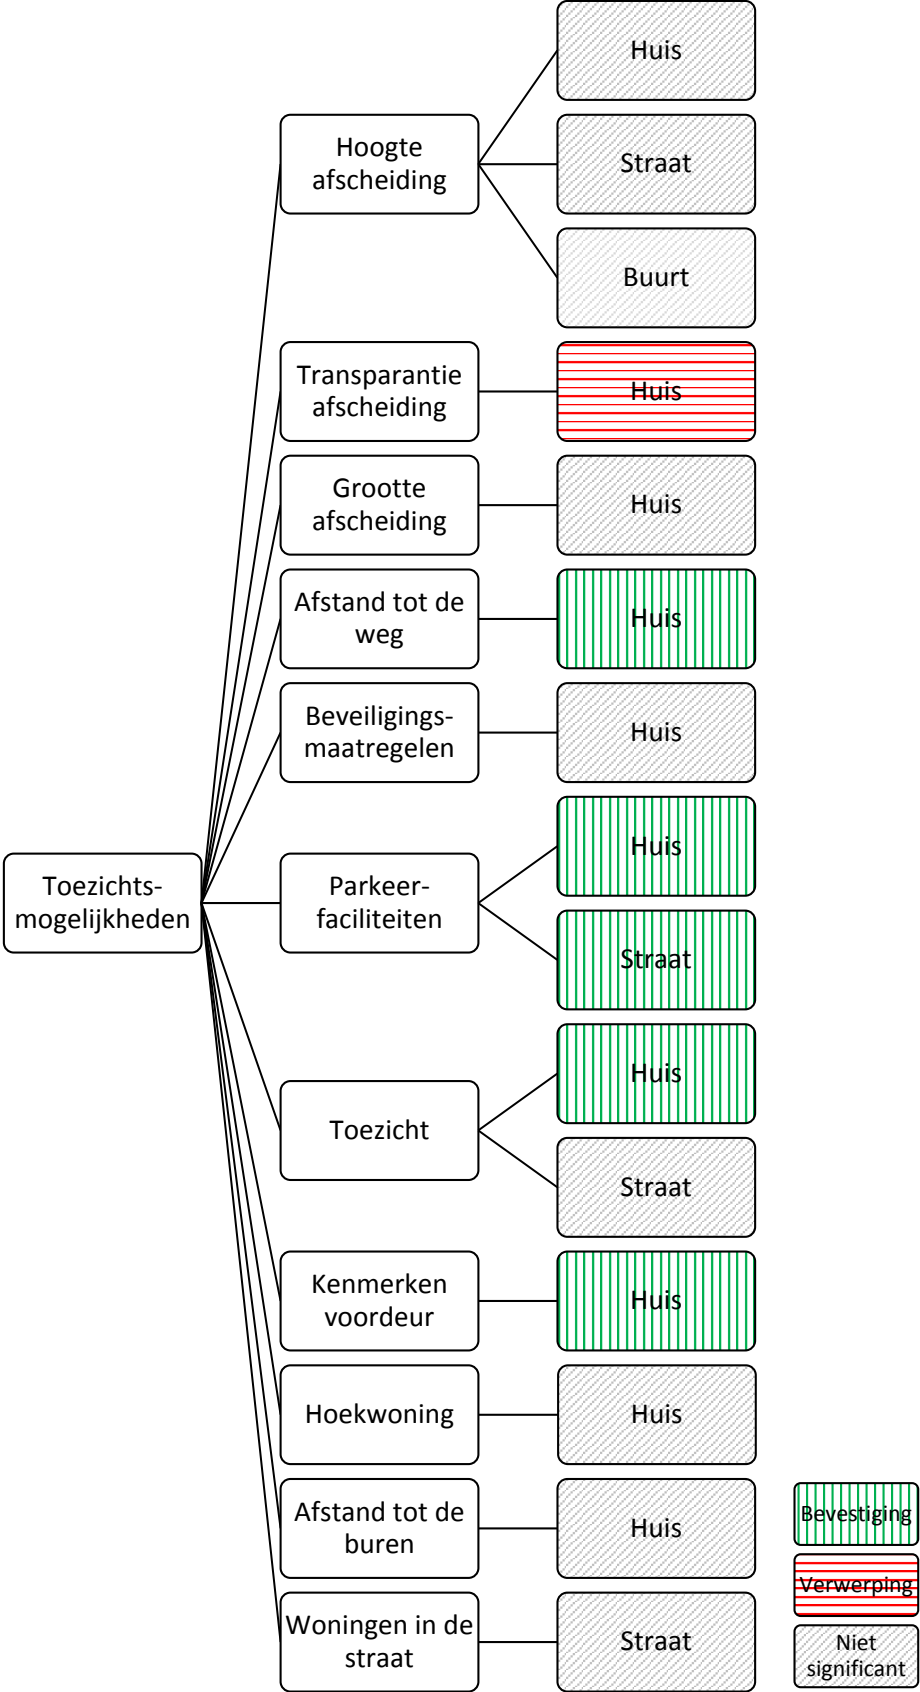 Huis
Hoogte
afscheiding
Straat
Buurt
Transparantie
afscheiding
Huis
Grootte
afscheiding
Huis
Afstand tot de
weg
Huis
Beveiligings-
maatregelen
Huis
Toezichts-
mogelijkheden
Parkeer-
faciliteiten
Huis
Straat
Toezicht
Huis
Straat
Kenmerken
voordeur
Huis
Hoekwoning
Huis
Afstand tot de
buren
Huis
Woningen in de
straat
Straat
Bevestiging
Verwerping
Niet
significant